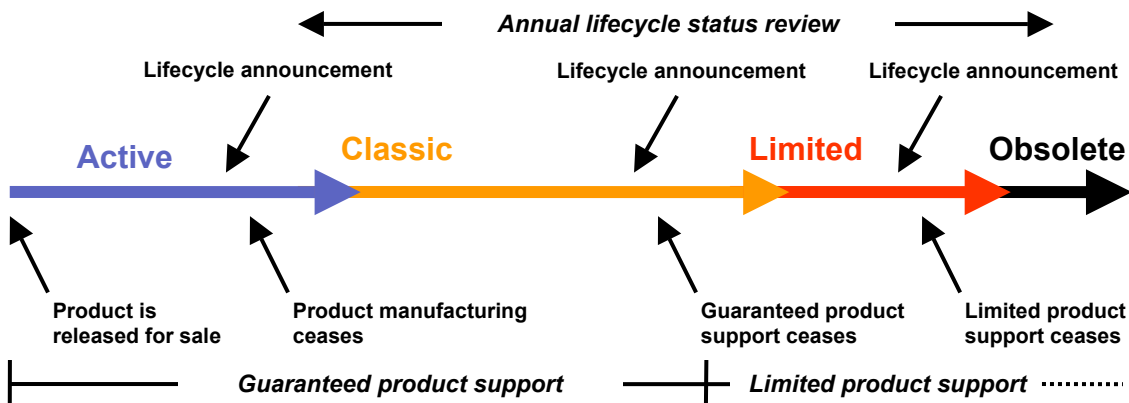 Annual lifecycle status review
Lifecycle announcement
Lifecycle announcement
Lifecycle announcement
Active
Classic
Limited
Obsolete
Product is
released for sale
Product manufacturing
ceases
Guaranteed product
support ceases
Limited product
support ceases
Guaranteed product support
Limited product support